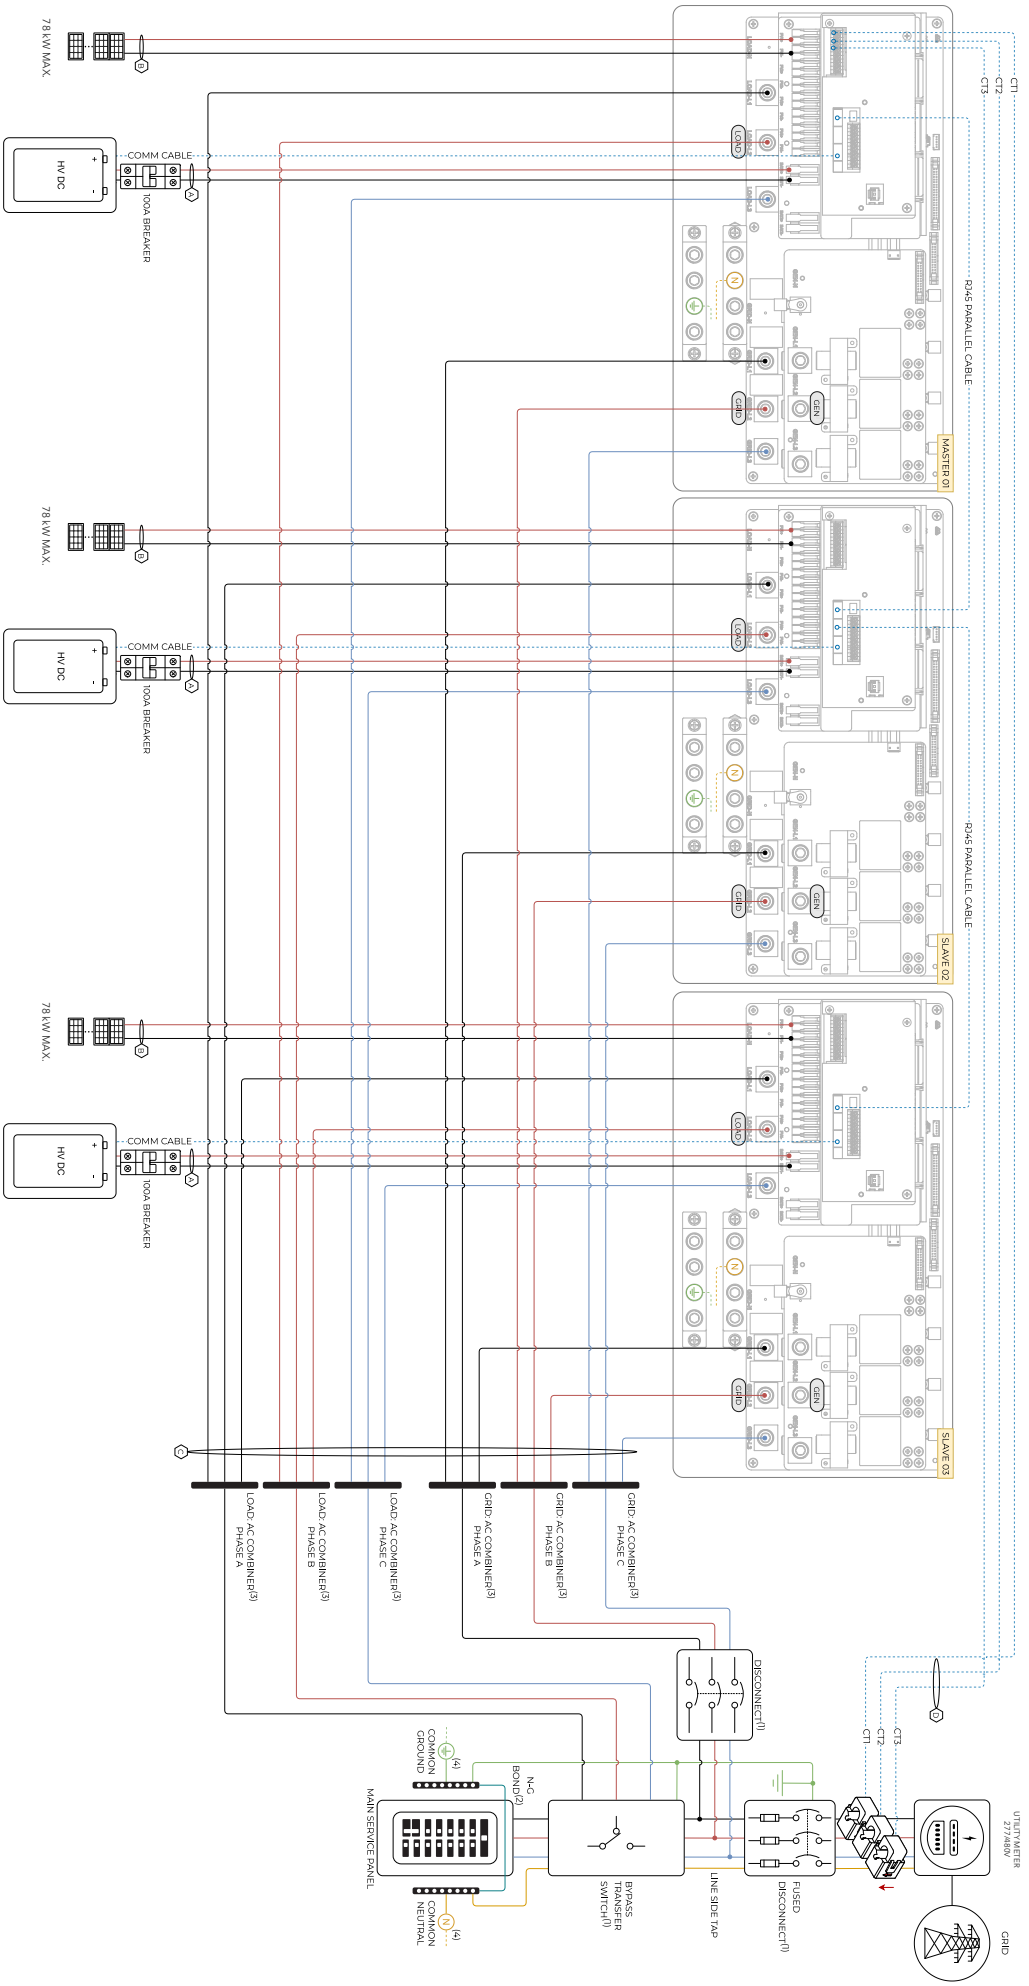 CT1
CT2
CT3
RJ45 PARALLEL CABLE
RJ45 PARALLEL CABLE
MASTER 01
SLAVE 02
SLAVE 03
LOAD
GRID
GEN
N
LOAD
GRID
GEN
N
LOAD
GRID
GEN
N
78 kW MAX.
B
COMM CABLE
HV DC
+
-
A
100A BREAKER
78 kW MAX.
B
COMM CABLE
HV DC
+
-
A
100A BREAKER
78 kW MAX.
B
COMM CABLE
HV DC
+
-
A
100A BREAKER
C
GRID: AC COMBINER(3)
PHASE C
GRID: AC COMBINER(3)
PHASE B
GRID: AC COMBINER(3)
PHASE A
LOAD: AC COMBINER(3)
PHASE C
LOAD: AC COMBINER(3)
PHASE B
LOAD: AC COMBINER(3)
PHASE A
DISCONNECT(1)
D
CT3
CT2
CT1
UTILITY METER
277/480V
GRID
FUSED
DISCONNECT(1)
LINE SIDE TAP
BYPASS
TRANSFER
SWITCH(1)
N-G
BOND(2)
(4)
COMMON
GROUND
MAIN SERVICE PANEL
(4)
N
COMMON
NEUTRAL